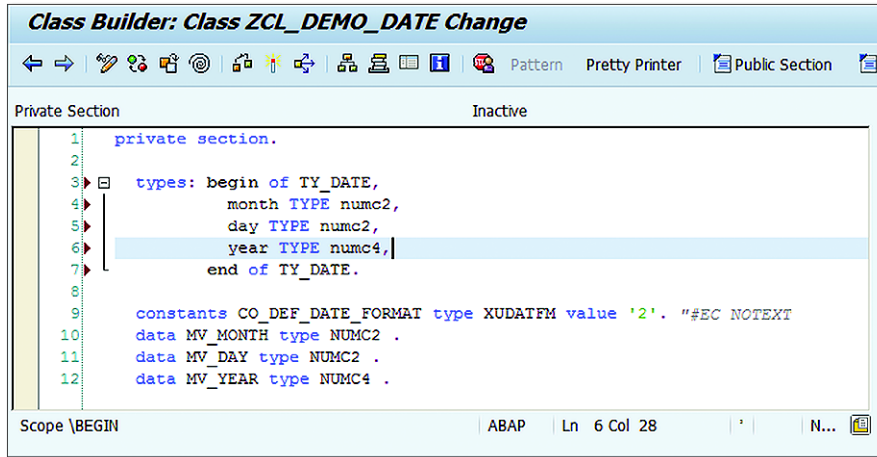 Class Builder: Class ZCL_DEMO_DATE Change
Pattern Pretty Printer Public Section
Private Section Inactive
1 private section.
2
3 types: begin of TY_DATE,
4 month TYPE numc2,
5 day TYPE numc2,
6 year TYPE numc4,
7 end of TY_DATE.
8
9 constants CO_DEF_DATE_FORMAT type XUDATFM value '2'. "#EC NOTEXT
10 data MV_MONTH type NUMC2 .
11 data MV_DAY type NUMC2 .
12 data MV_YEAR type NUMC4 .
Scope \BEGIN ABAP Ln 6 Col 28 N...